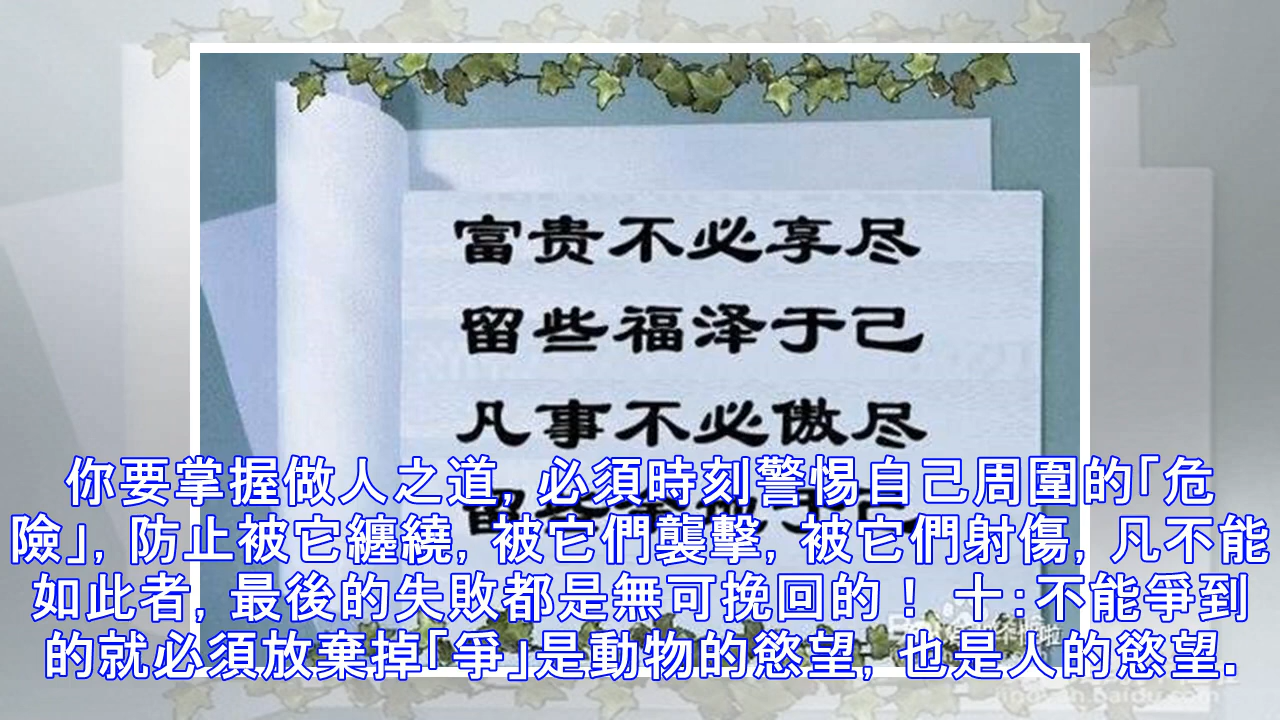 富贵不必享尽
留些福泽于己
凡事不必傲尽
留些
于己
你要掌握做人之道, 必須時刻警惕自己周圍的「危
險」, 防止被它纏繞, 被它們襲擊, 被它們射傷, 凡不能
如此者, 最後的失敗都是無可挽回的！ 十:不能爭到
的就必須放棄掉「爭」是動物的慾望, 也是人的慾望.